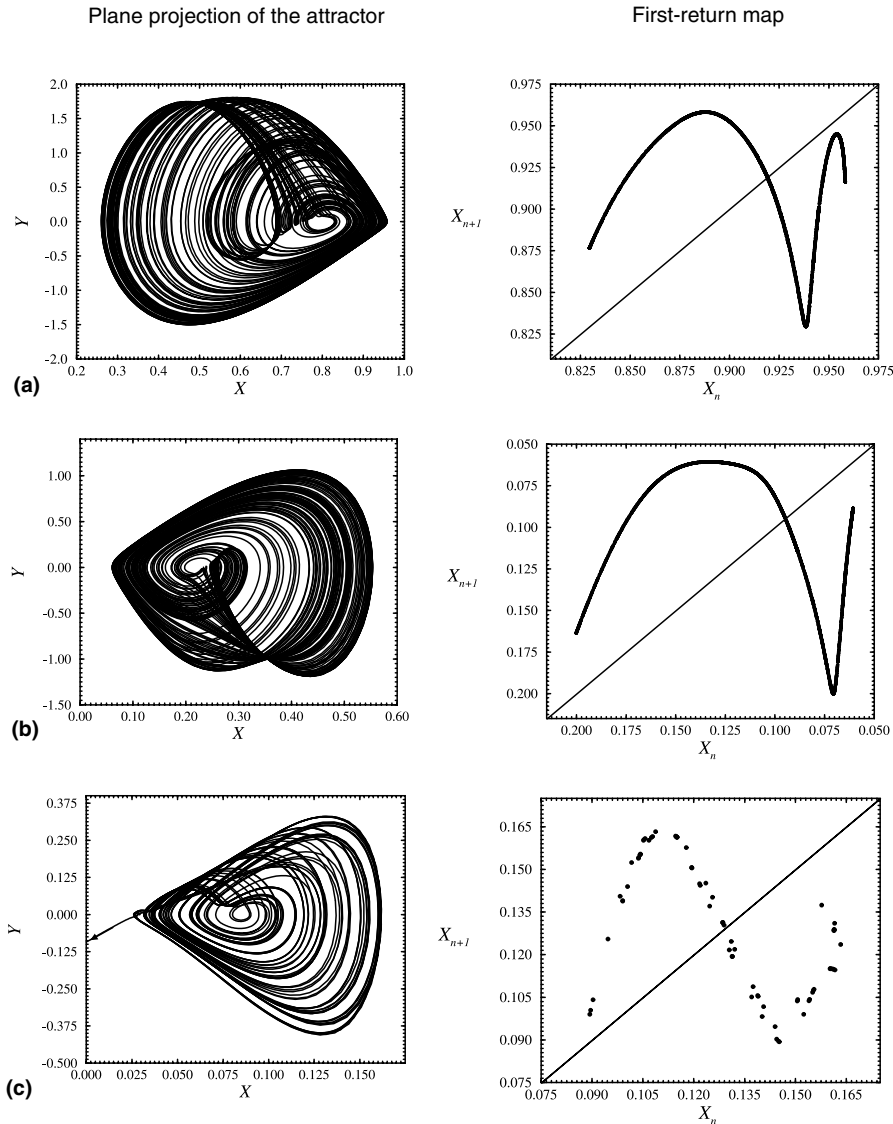 Plane projection of the attractor
First-return map
2.0
1.5
1.0
0.5
0.0
-0.5
-1.0
-1.5
-2.0
Y
0.2 0.3 0.4 0.5 0.6 0.7 0.8 0.9 1.0
X
(a)
0.975
0.950
0.925
0.900
0.875
0.850
0.825
X_{n+1}
0.825 0.850 0.875 0.900 0.925 0.950 0.975
X_n
1.00
0.50
0.00
-0.50
-1.00
-1.50
Y
0.00 0.10 0.20 0.30 0.40 0.50 0.60
X
(b)
0.050
0.075
0.100
0.125
0.150
0.175
0.200
X_{n+1}
0.200 0.175 0.150 0.125 0.100 0.075 0.050
X_n
0.375
0.250
0.125
0.000
-0.125
-0.250
-0.375
-0.500
Y
0.000 0.025 0.050 0.075 0.100 0.125 0.150
X
(c)
0.165
0.150
0.135
0.120
0.105
0.090
0.075
X_{n+1}
0.075 0.090 0.105 0.120 0.135 0.150 0.165
X_n